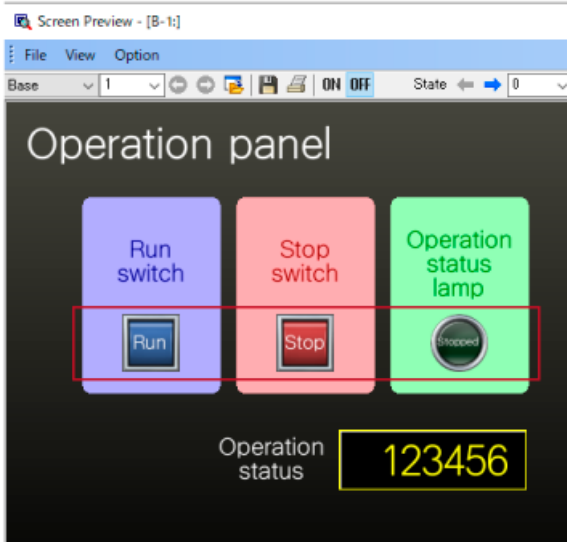 Screen Preview - [B-1:]
File View Option
Base 1 ON OFF State 0
Operation panel
Run
switch
Stop
switch
Operation
status
lamp
Run
Stop
Stopped
Operation
status
123456